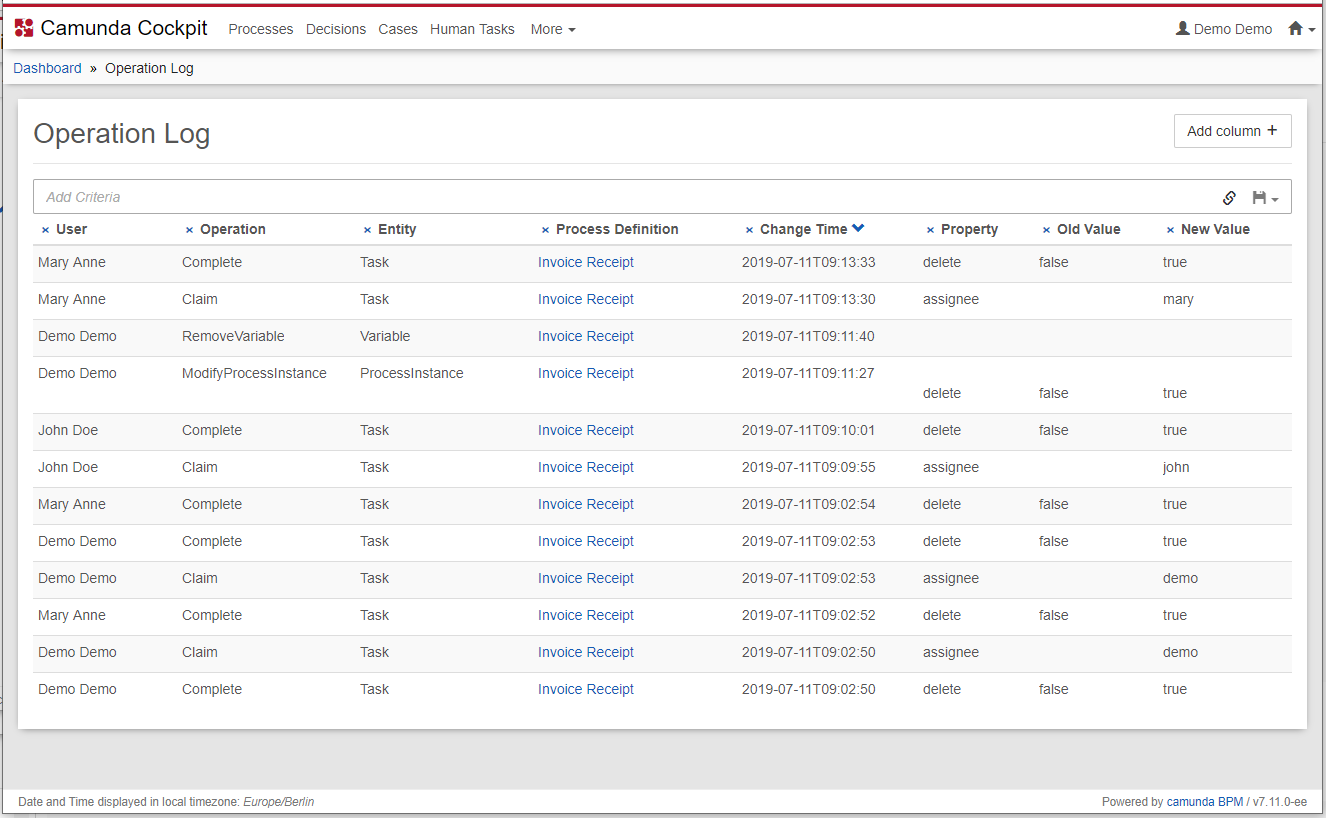 Camunda Cockpit Processes Decisions Cases Human Tasks More Demo Demo
Dashboard » Operation Log
Operation Log
Add column +
Add Criteria
× User × Operation × Entity × Process Definition × Change Time × Property × Old Value × New Value
Mary Anne Complete Task Invoice Receipt 2019-07-11T09:13:33 delete false true
Mary Anne Claim Task Invoice Receipt 2019-07-11T09:13:30 assignee mary
Demo Demo RemoveVariable Variable Invoice Receipt 2019-07-11T09:11:40
Demo Demo ModifyProcessInstance ProcessInstance Invoice Receipt 2019-07-11T09:11:27
delete false true
John Doe Complete Task Invoice Receipt 2019-07-11T09:10:01 delete false true
John Doe Claim Task Invoice Receipt 2019-07-11T09:09:55 assignee john
Mary Anne Complete Task Invoice Receipt 2019-07-11T09:02:54 delete false true
Demo Demo Complete Task Invoice Receipt 2019-07-11T09:02:53 delete false true
Demo Demo Claim Task Invoice Receipt 2019-07-11T09:02:53 assignee demo
Mary Anne Complete Task Invoice Receipt 2019-07-11T09:02:52 delete false true
Demo Demo Claim Task Invoice Receipt 2019-07-11T09:02:50 assignee demo
Demo Demo Complete Task Invoice Receipt 2019-07-11T09:02:50 delete false true
Date and Time displayed in local timezone: Europe/Berlin Powered by camunda BPM / v7.11.0-ee